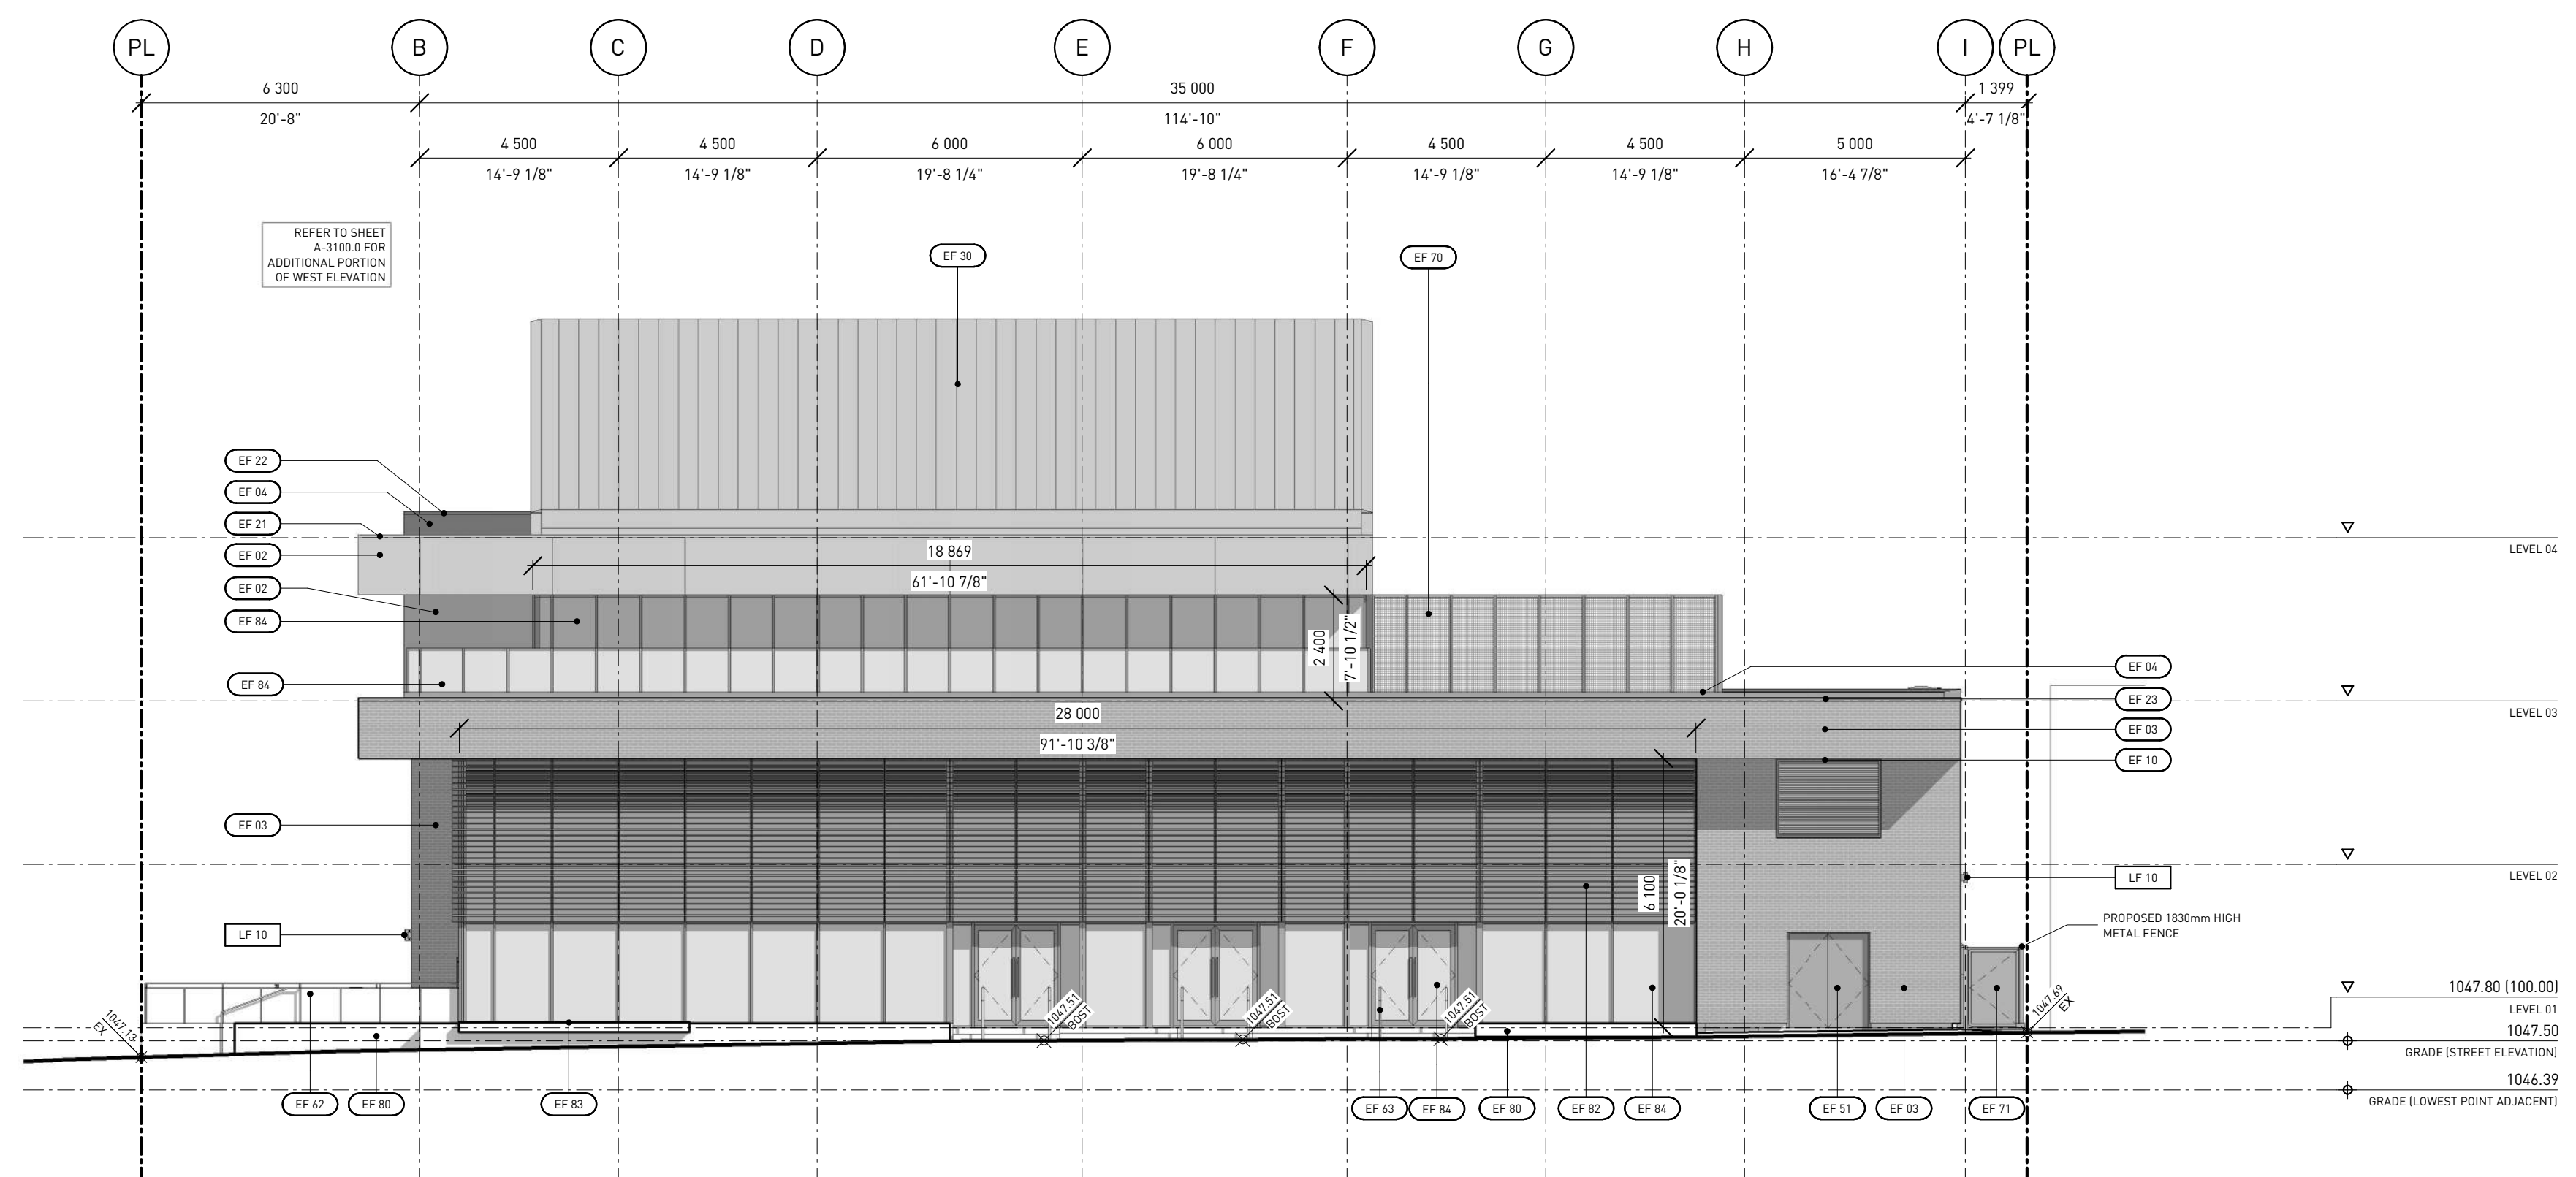 PL
B
C
D
E
F
G
H
I
PL
6 300
35 000
1 399
20'-8"
114'-10"
4'-7 1/8"
4 500
4 500
6 000
6 000
4 500
4 500
5 000
14'-9 1/8"
14'-9 1/8"
19'-8 1/4"
19'-8 1/4"
14'-9 1/8"
14'-9 1/8"
16'-4 7/8"
REFER TO SHEET
A-3100.0 FOR
ADDITIONAL PORTION
OF WEST ELEVATION
EF 30
EF 70
EF 22
EF 04
EF 21
EF 02
EF 02
EF 84
EF 84
EF 03
LF 10
18 869
61'-10 7/8"
2 400
7'-10 1/2"
28 000
91'-10 3/8"
6 100
20'-0 1/8"
EF 04
EF 23
EF 03
EF 10
LF 10
PROPOSED 1830mm HIGH
METAL FENCE
LEVEL 04
LEVEL 03
LEVEL 02
1047.80 (100.00)
LEVEL 01
1047.50
GRADE (STREET ELEVATION)
1046.39
GRADE (LOWEST POINT ADJACENT)
1047.13
EX
1047.51
BOST
1047.51
BOST
1047.51
BOST
1047.69
EX
EF 62
EF 80
EF 83
EF 63
EF 84
EF 80
EF 82
EF 84
EF 51
EF 03
EF 71